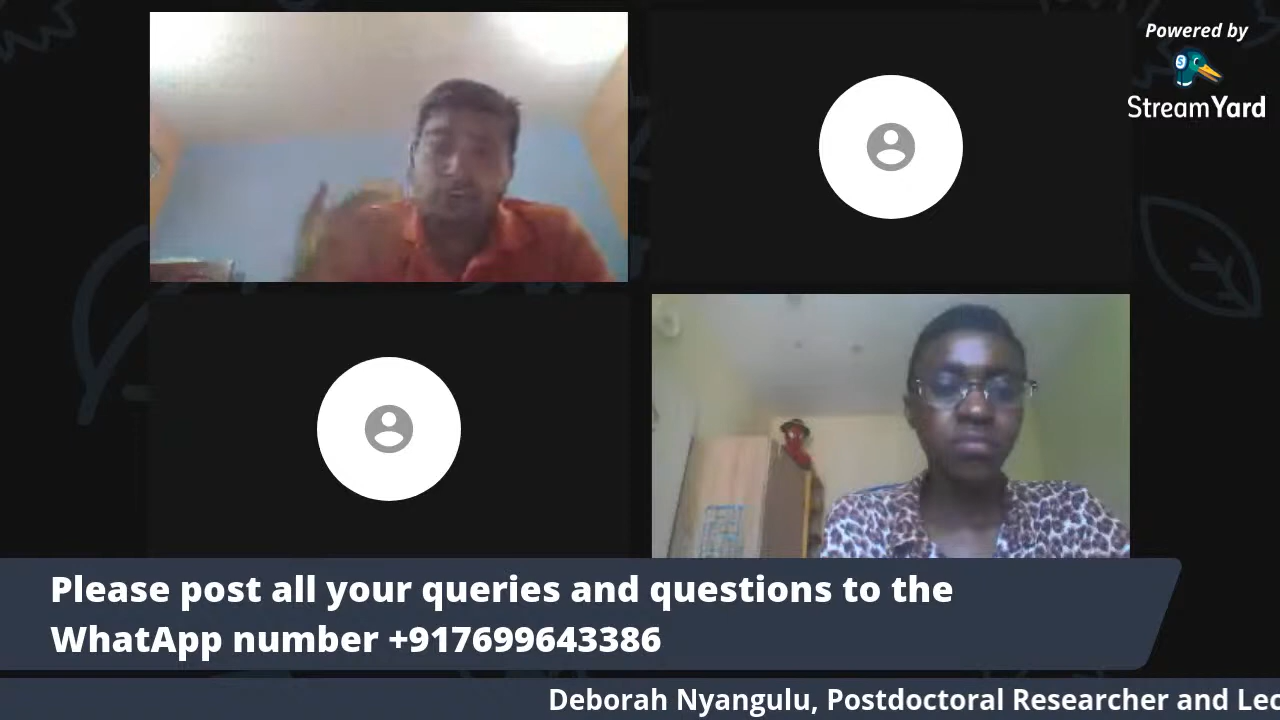 Powered by
StreamYard
Please post all your queries and questions to the
WhatApp number +917699643386
Deborah Nyangulu, Postdoctoral Researcher and Lec